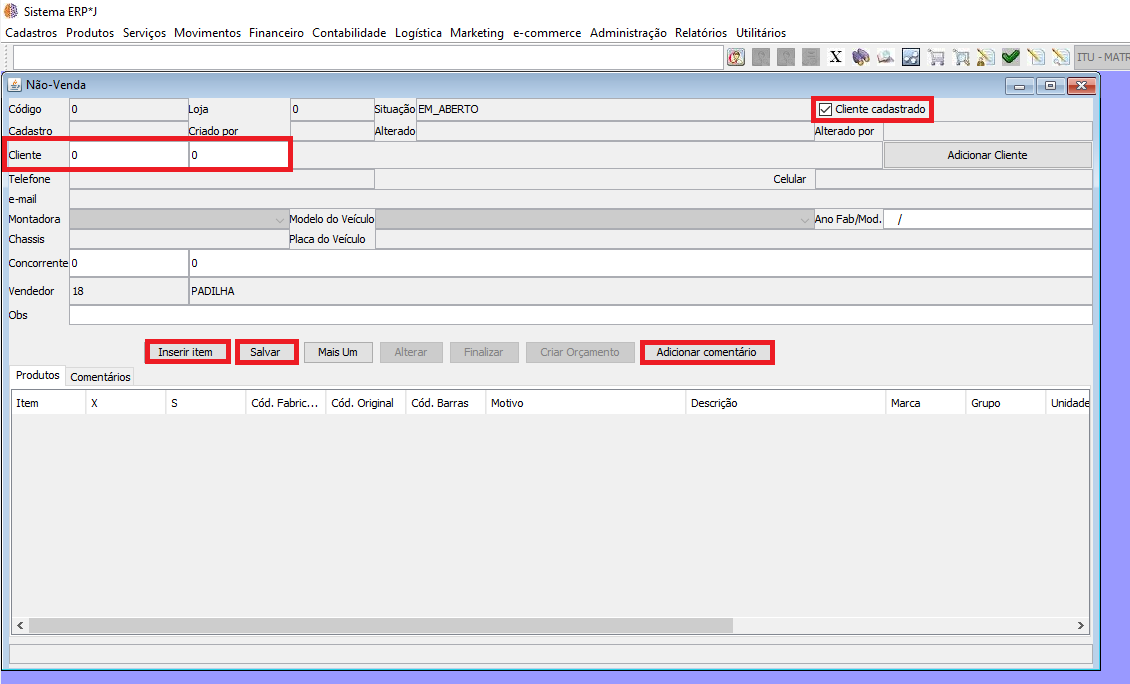 Sistema ERP*J
Cadastros Produtos Serviços Movimentos Financeiro Contabilidade Logística Marketing e-commerce Administração Relatórios Utilitários
X ITU - MATR
Não-Venda
Código 0 Loja 0 Situação EM_ABERTO Cliente cadastrado
Cadastro Criado por Alterado Alterado por
Cliente 0 0 Adicionar Cliente
Telefone Celular
e-mail
Montadora Modelo do Veículo Ano Fab/Mod. /
Chassis Placa do Veículo
Concorrente 0 0
Vendedor 18 PADILHA
Obs
Inserir item Salvar Mais Um Alterar Finalizar Criar Orçamento Adicionar comentário
Produtos Comentários
Item X S Cód. Fabric... Cód. Original Cód. Barras Motivo Descrição Marca Grupo Unidade